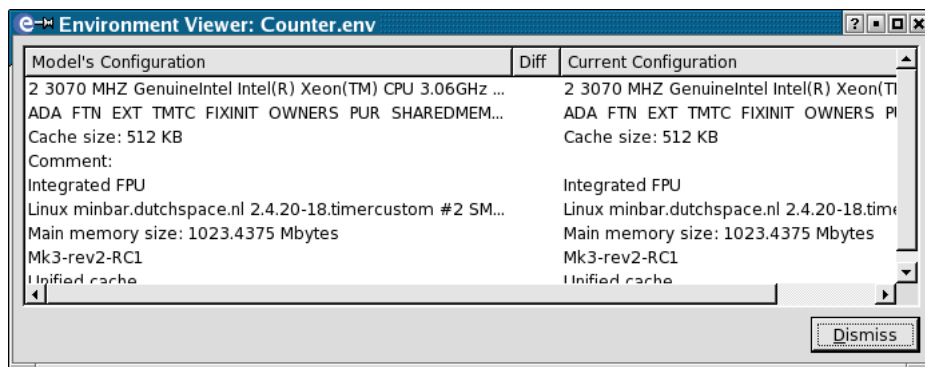 Environment Viewer: Counter.env
Model's Configuration Diff Current Configuration
2 3070 MHZ GenuineIntel Intel(R) Xeon(TM) CPU 3.06GHz ... 2 3070 MHZ GenuineIntel Intel(R) Xeon(
ADA FTN EXT TMTC FIXINIT OWNERS PUR SHAREDMEM... ADA FTN EXT TMTC FIXINIT OWNERS
Cache size: 512 KB Cache size: 512 KB
Comment:
Integrated FPU Integrated FPU
Linux minbar.dutchspace.nl 2.4.20-18.timercustom #2 SM... Linux minbar.dutchspace.nl 2.4.20-18.time
Main memory size: 1023.4375 Mbytes Main memory size: 1023.4375 Mbytes
Mk3-rev2-RC1 Mk3-rev2-RC1
Unified cache Unified cache
Dismiss